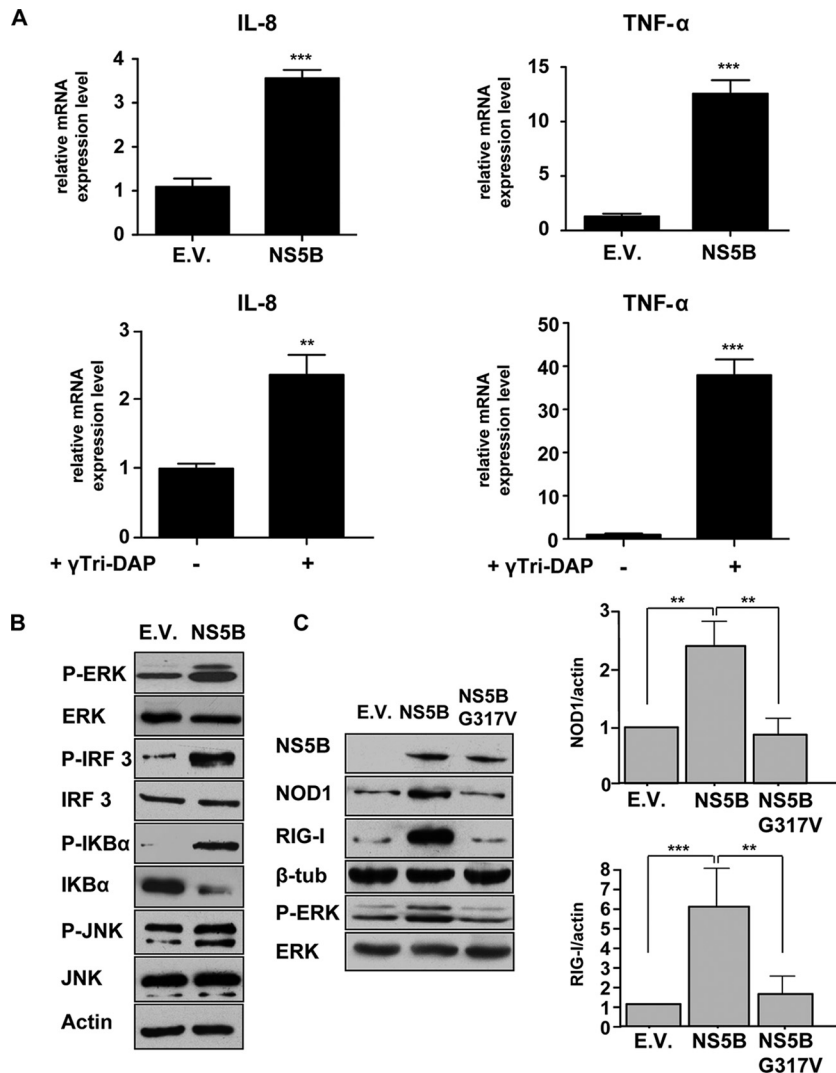 A
IL-8
relative mRNA
expression level
4
3
2
1
0
***
E.V. NS5B
TNF-α
relative mRNA
expression level
15
10
5
0
***
E.V. NS5B
IL-8
relative mRNA
expression level
3
2
1
0
**
+ γTri-DAP - +
TNF-α
relative mRNA
expression level
50
40
30
20
10
0
***
+ γTri-DAP - +
B
E.V. NS5B
P-ERK
ERK
P-IRF 3
IRF 3
P-IKBα
IKBα
P-JNK
JNK
Actin
C
E.V. NS5B NS5B
G317V
NS5B
NOD1
RIG-I
β-tub
P-ERK
ERK
NOD1/actin
3
2
1
0
** **
E.V. NS5B NS5B
G317V
RIG-I/actin
8
7
6
5
4
3
2
1
0
*** **
E.V. NS5B NS5B
G317V